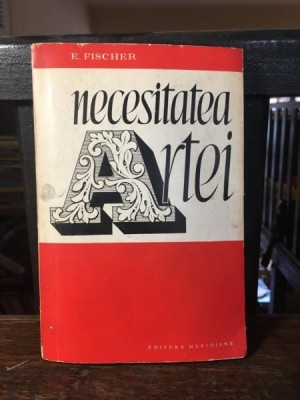 E. FISCHER
necesitatea
Artei
EDITURA MERIDIANE